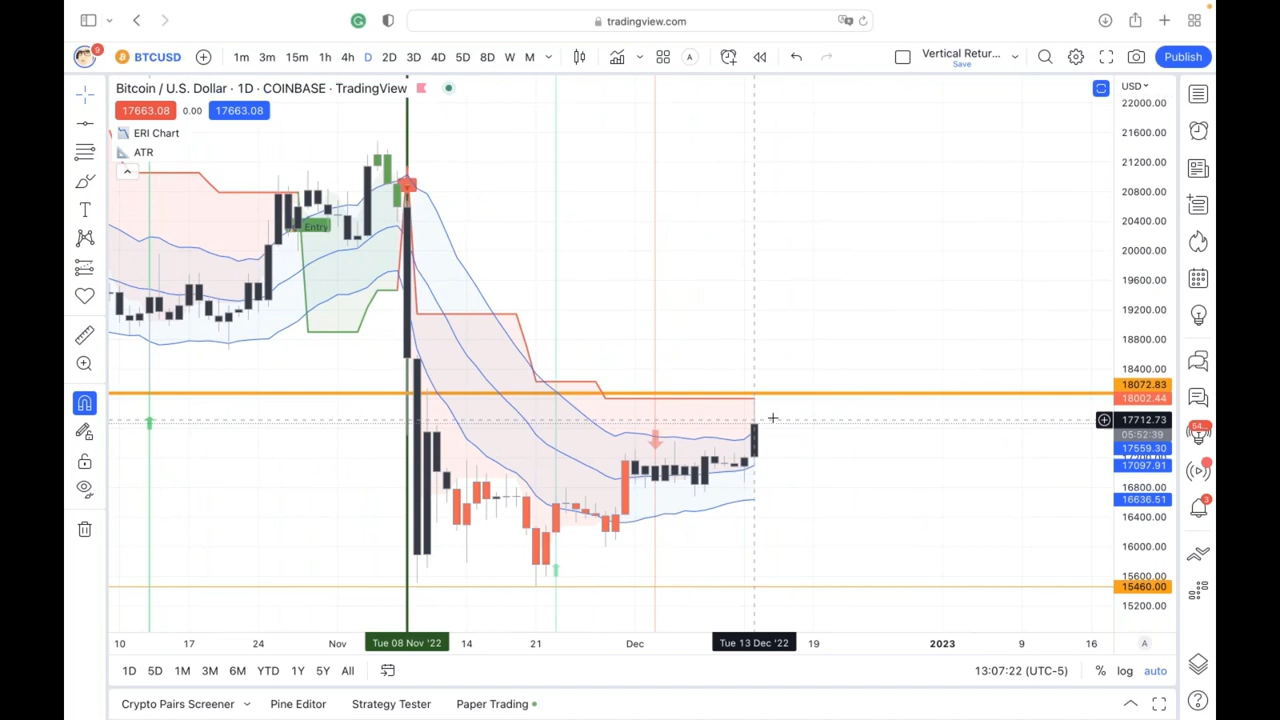 tradingview.com
9 BTCUSD 1m 3m 15m 1h 4h D 2D 3D 4D 5D 8D W M A Vertical Retur... Publish
Save
Bitcoin / U.S. Dollar · 1D · COINBASE · TradingView USD
17663.08 0.00 17663.08
ERI Chart
ATR
Entry
22000.00
21600.00
21200.00
20800.00
20400.00
20000.00
19600.00
19200.00
18800.00
18400.00
18072.83
18002.44
17712.73
05:52:39
17559.30
17097.91
16800.00
16636.51
16400.00
16000.00
15600.00
15460.00
15200.00
54...
3
T
10 17 24 Nov Tue 08 Nov '22 14 21 Dec Tue 13 Dec '22 19 2023 9 16 A
1D 5D 1M 3M 6M YTD 1Y 5Y All 13:07:22 (UTC-5) % log auto
Crypto Pairs Screener Pine Editor Strategy Tester Paper Trading